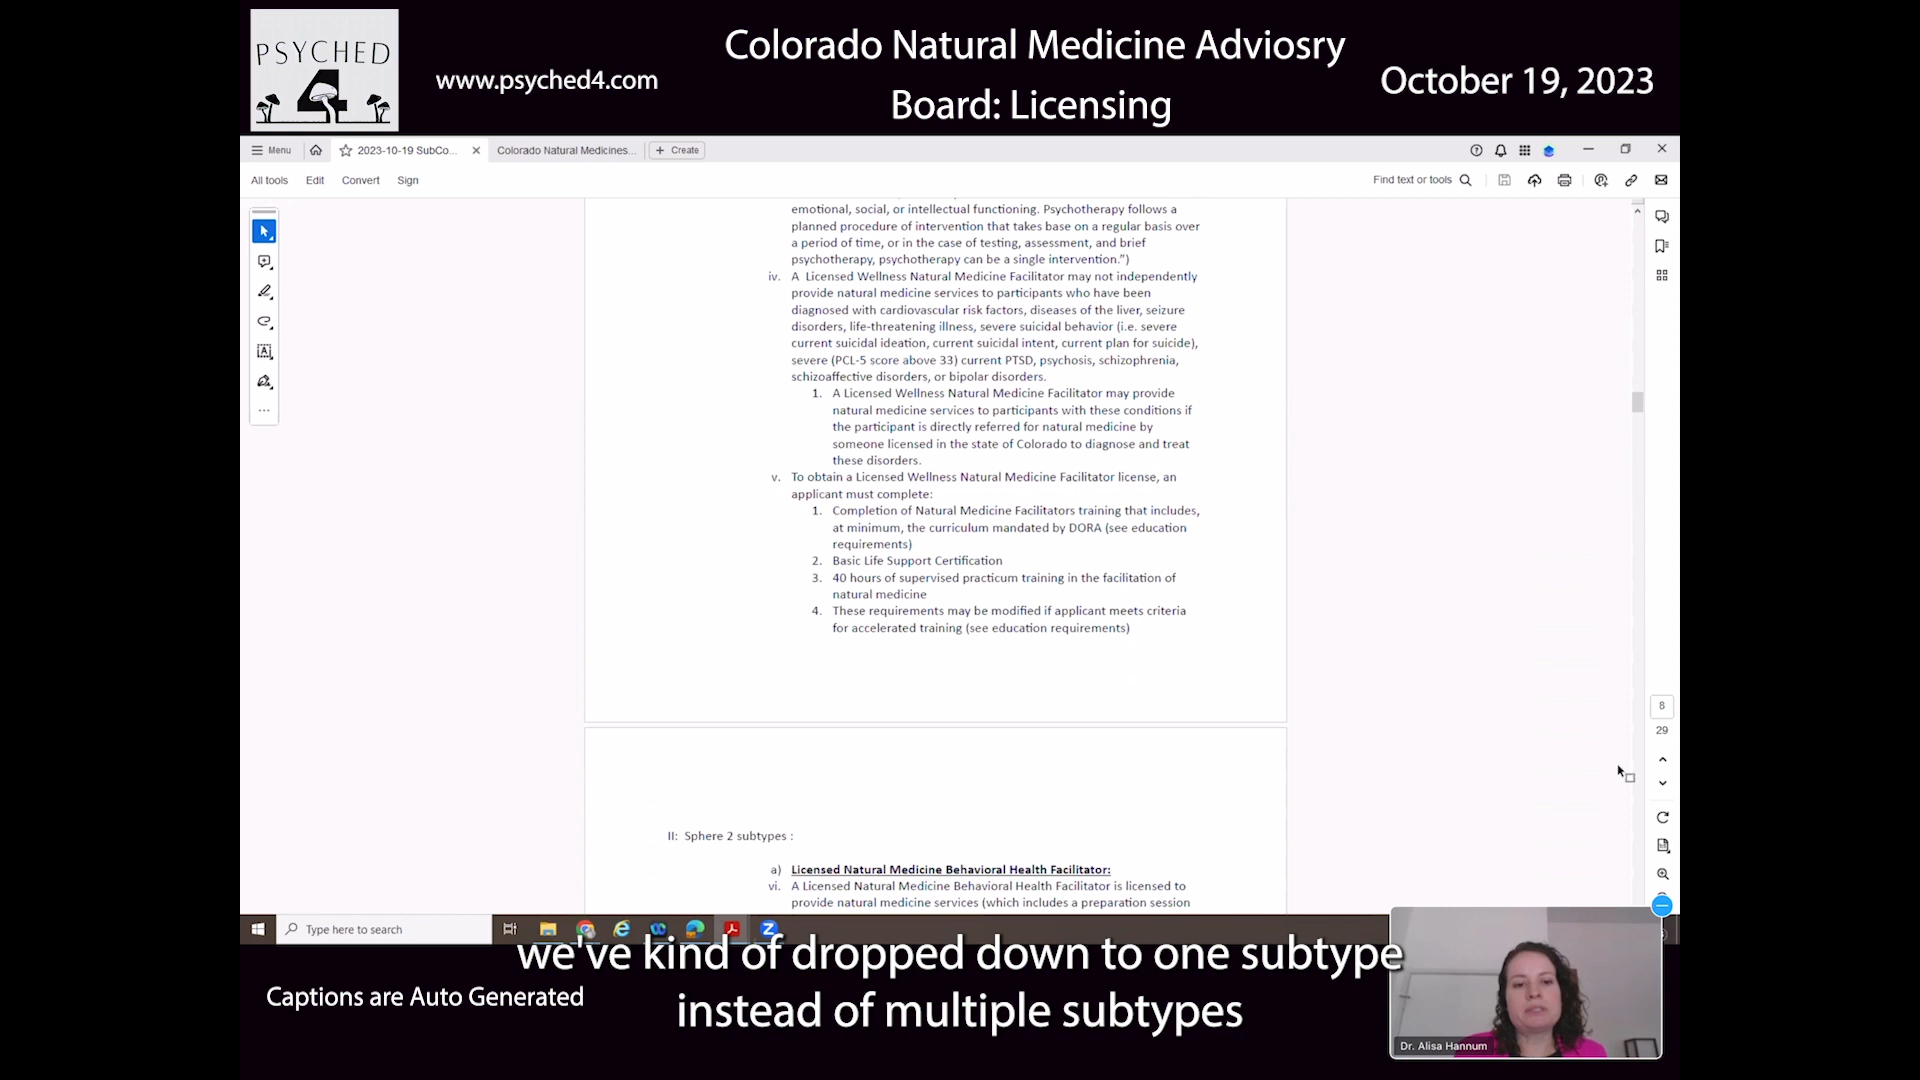 PSYCHED
4
www.psyched4.com
Colorado Natural Medicine Adviosry
Board: Licensing
October 19, 2023
Menu
2023-10-19 SubCo...
Colorado Natural Medicines...
+ Create
All tools
Edit
Convert
Sign
Find text or tools
emotional, social, or intellectual functioning. Psychotherapy follows a
planned procedure of intervention that takes base on a regular basis over
a period of time, or in the case of testing, assessment, and brief
psychotherapy, psychotherapy can be a single intervention.")
iv. A Licensed Wellness Natural Medicine Facilitator may not independently
provide natural medicine services to participants who have been
diagnosed with cardiovascular risk factors, diseases of the liver, seizure
disorders, life-threatening illness, severe suicidal behavior (i.e. severe
current suicidal ideation, current suicidal intent, current plan for suicide),
severe (PCL-5 score above 33) current PTSD, psychosis, schizophrenia,
schizoaffective disorders, or bipolar disorders.
1. A Licensed Wellness Natural Medicine Facilitator may provide
natural medicine services to participants with these conditions if
the participant is directly referred for natural medicine by
someone licensed in the state of Colorado to diagnose and treat
these disorders.
v. To obtain a Licensed Wellness Natural Medicine Facilitator license, an
applicant must complete:
1. Completion of Natural Medicine Facilitators training that includes,
at minimum, the curriculum mandated by DORA (see education
requirements)
2. Basic Life Support Certification
3. 40 hours of supervised practicum training in the facilitation of
natural medicine
4. These requirements may be modified if applicant meets criteria
for accelerated training (see education requirements)
8
29
II: Sphere 2 subtypes :
a) Licensed Natural Medicine Behavioral Health Facilitator:
vi. A Licensed Natural Medicine Behavioral Health Facilitator is licensed to
provide natural medicine services (which includes a preparation session
Type here to search
we've kind of dropped down to one subtype
instead of multiple subtypes
Captions are Auto Generated
Dr. Alisa Hannum